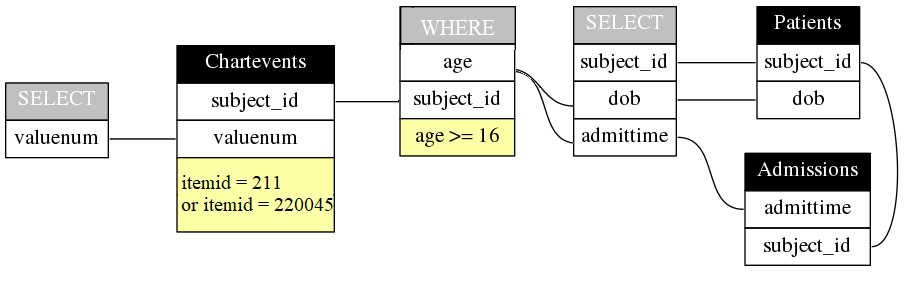 SELECT
valuenum
Chartevents
subject_id
valuenum
itemid = 211
or itemid = 220045
WHERE
age
subject_id
age >= 16
SELECT
subject_id
dob
admittime
Patients
subject_id
dob
Admissions
admittime
subject_id